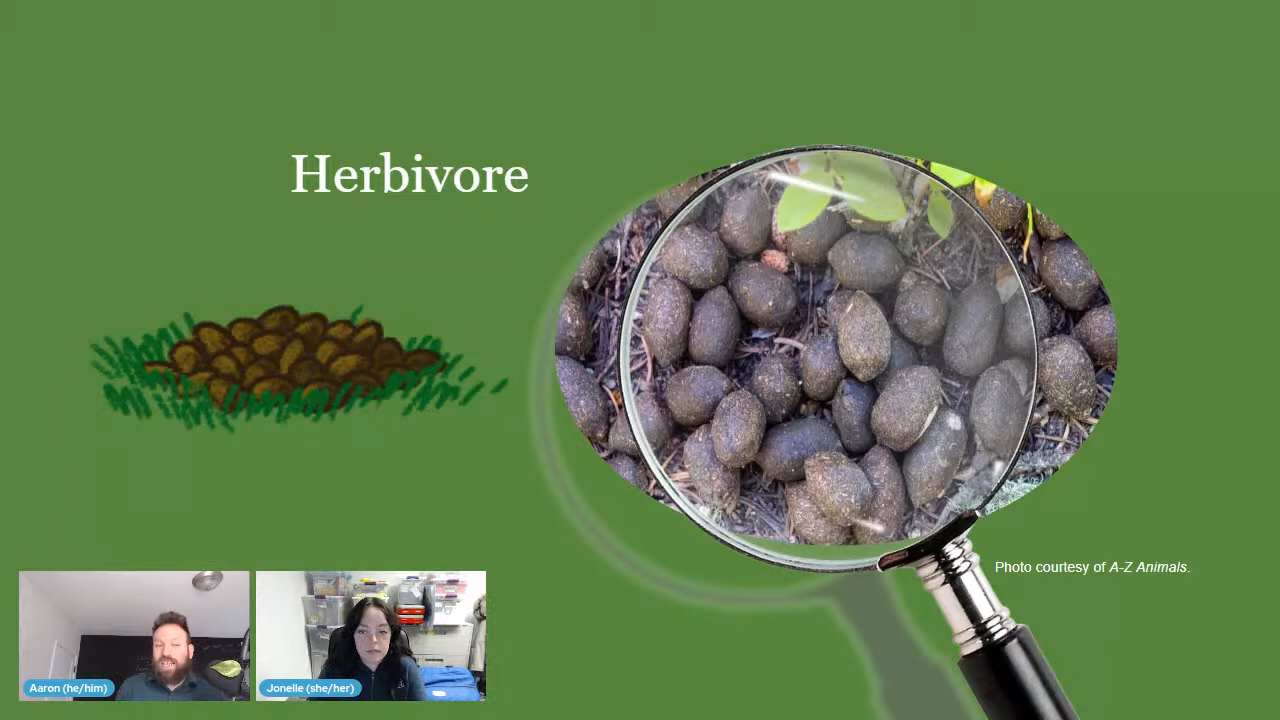 Herbivore
Photo courtesy of A-Z Animals.
Aaron (he/him)
Jonelle (she/her)